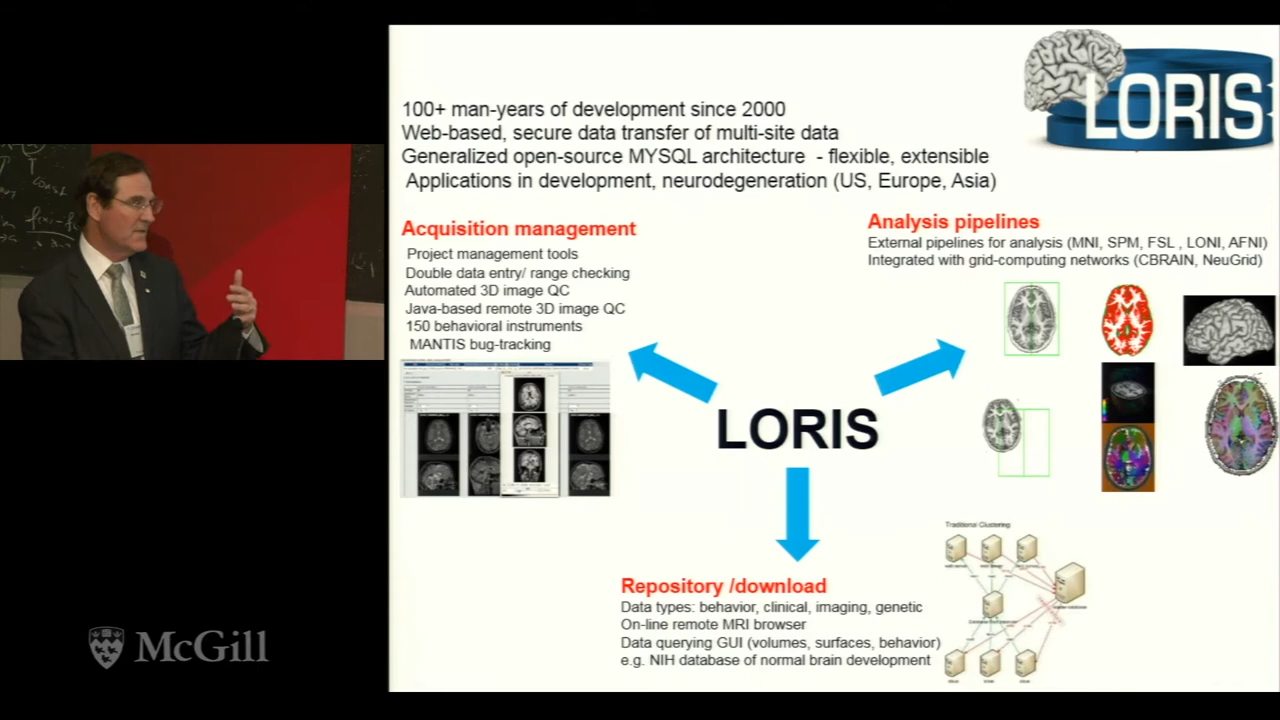 LORIS
100+ man-years of development since 2000
Web-based, secure data transfer of multi-site data
Generalized open-source MYSQL architecture - flexible, extensible
Applications in development, neurodegeneration (US, Europe, Asia)
Acquisition management
Project management tools
Double data entry/ range checking
Automated 3D image QC
Java-based remote 3D image QC
150 behavioral instruments
MANTIS bug-tracking
Analysis pipelines
External pipelines for analysis (MNI, SPM, FSL , LONI, AFNI)
Integrated with grid-computing networks (CBRAIN, NeuGrid)
LORIS
Repository /download
Data types: behavior, clinical, imaging, genetic
On-line remote MRI browser
Data querying GUI (volumes, surfaces, behavior)
e.g. NIH database of normal brain development
Traditional Clustering
McGill